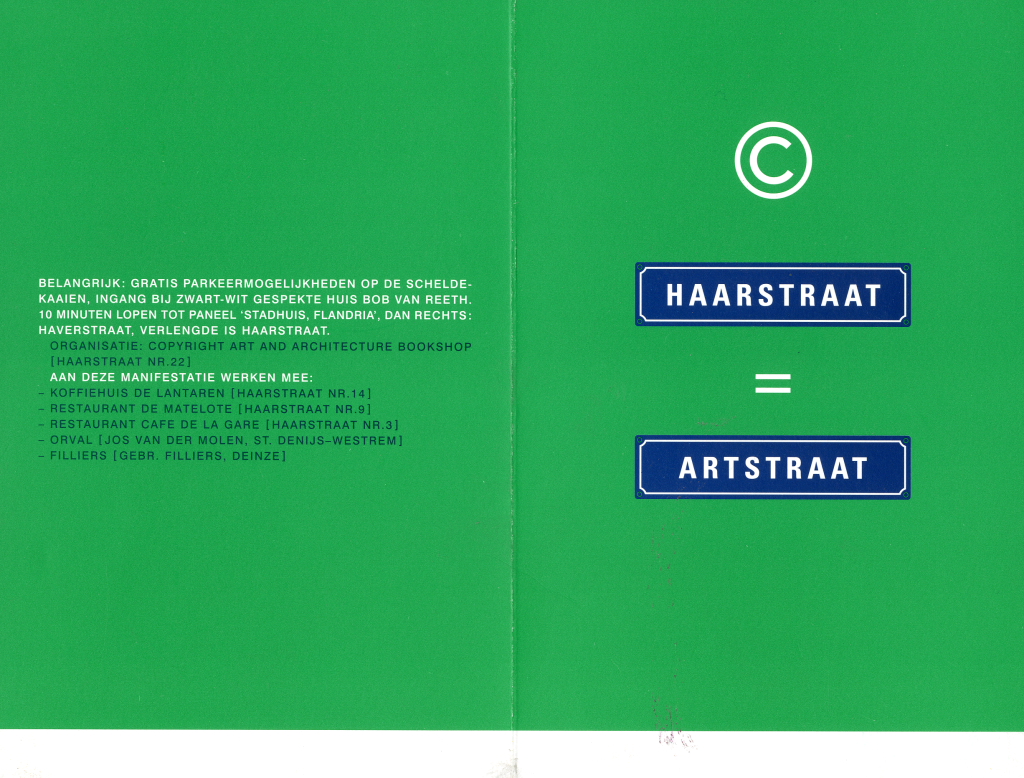 BELANGRIJK: GRATIS PARKEERMOGELIJKHEDEN OP DE SCHELDE-
KAAIEN, INGANG BIJ ZWART-WIT GESPEKTE HUIS BOB VAN REETH.
10 MINUTEN LOPEN TOT PANEEL ‘STADHUIS, FLANDRIA’, DAN RECHTS:
HAVERSTRAAT, VERLENGDE IS HAARSTRAAT.
ORGANISATIE: COPYRIGHT ART AND ARCHITECTURE BOOKSHOP
[HAARSTRAAT NR.22]
AAN DEZE MANIFESTATIE WERKEN MEE:
– KOFFIEHUIS DE LANTAREN [HAARSTRAAT NR.14]
– RESTAURANT DE MATELOTE [HAARSTRAAT NR.9]
– RESTAURANT CAFE DE LA GARE [HAARSTRAAT NR.3]
– ORVAL [JOS VAN DER MOLEN, ST. DENIJS–WESTREM]
– FILLIERS [GEBR. FILLIERS, DEINZE]
©
HAARSTRAAT
=
ARTSTRAAT